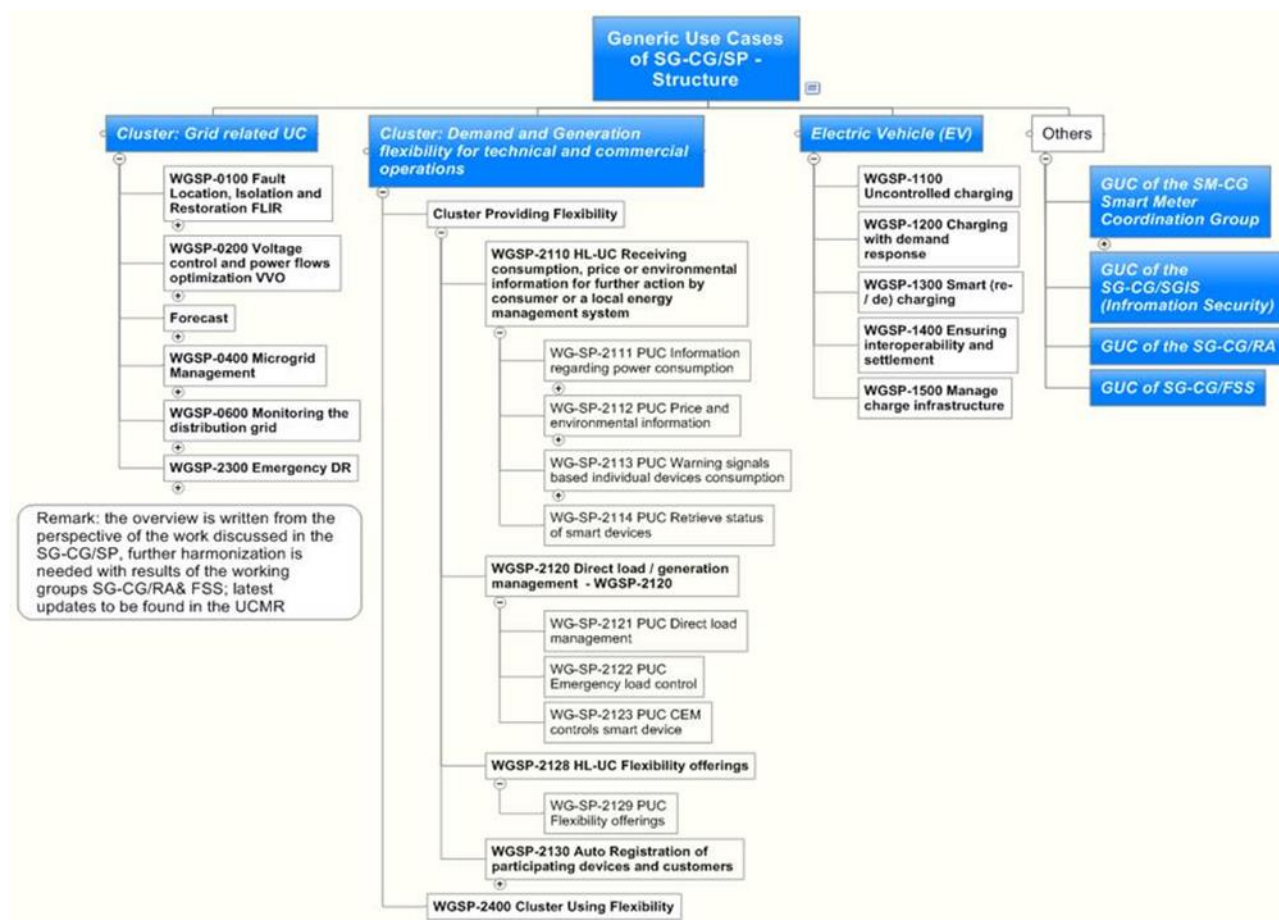 Generic Use Cases
of SG-CG/SP -
Structure
Cluster: Grid related UC
WGSP-0100 Fault
Location, Isolation and
Restoration FLIR
WGSP-0200 Voltage
control and power flows
optimization VVO
Forecast
WGSP-0400 Microgrid
Management
WGSP-0600 Monitoring the
distribution grid
WGSP-2300 Emergency DR
Remark: the overview is written from the
perspective of the work discussed in the
SG-CG/SP, further harmonization is
needed with results of the working
groups SG-CG/RA& FSS; latest
updates to be found in the UCMR
Cluster: Demand and Generation
flexibility for technical and commercial
operations
Cluster Providing Flexibility
WGSP-2110 HL-UC Receiving
consumption, price or environmental
information for further action by
consumer or a local energy
management system
WG-SP-2111 PUC Information
regarding power consumption
WG-SP-2112 PUC Price and
environmental information
WG-SP-2113 PUC Warning signals
based individual devices consumption
WG-SP-2114 PUC Retrieve status
of smart devices
WGSP-2120 Direct load / generation
management - WGSP-2120
WG-SP-2121 PUC Direct load
management
WG-SP-2122 PUC
Emergency load control
WG-SP-2123 PUC CEM
controls smart device
WGSP-2128 HL-UC Flexibility offerings
WG-SP-2129 PUC
Flexibility offerings
WGSP-2130 Auto Registration of
participating devices and customers
WGSP-2400 Cluster Using Flexibility
Electric Vehicle (EV)
WGSP-1100
Uncontrolled charging
WGSP-1200 Charging
with demand
response
WGSP-1300 Smart (re-
/ de) charging
WGSP-1400 Ensuring
interoperability and
settlement
WGSP-1500 Manage
charge infrastructure
Others
GUC of the SM-CG
Smart Meter
Coordination Group
GUC of the
SG-CG/SGIS
(Infromation Security)
GUC of the SG-CG/RA
GUC of SG-CG/FSS